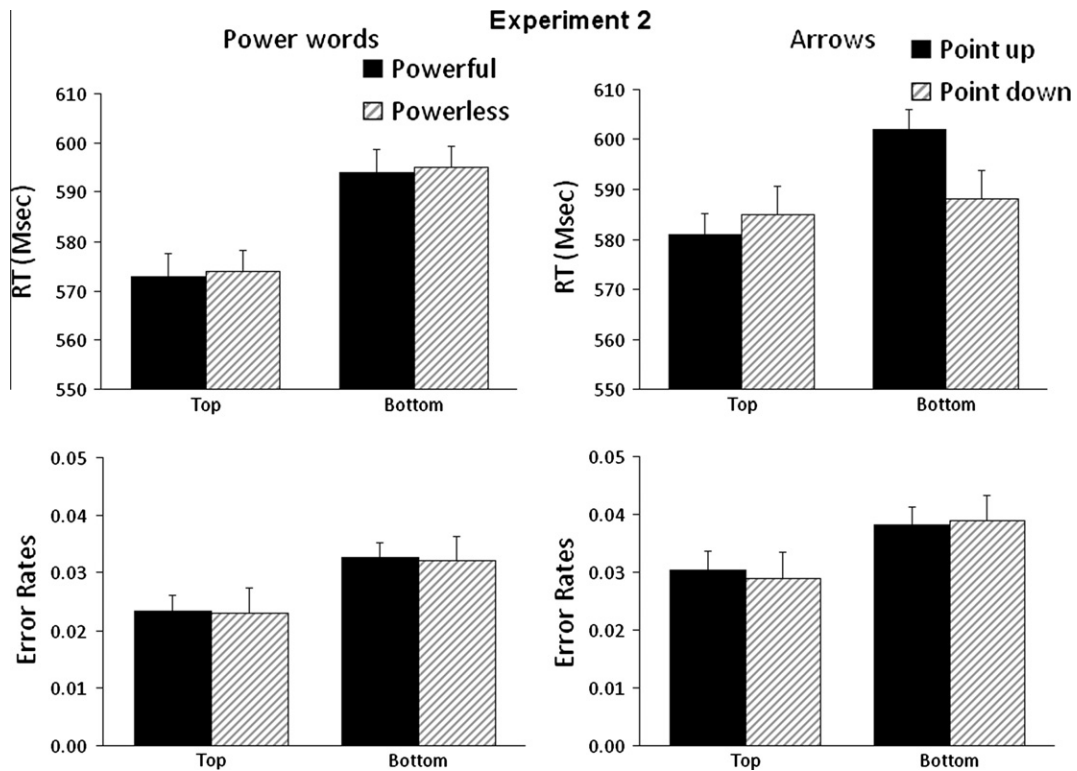 Experiment 2
Power words
Powerful
Powerless
RT (Msec)
610
600
590
580
570
560
550
Top
Bottom
Arrows
Point up
Point down
RT (Msec)
610
600
590
580
570
560
550
Top
Bottom
Error Rates
0.05
0.04
0.03
0.02
0.01
0.00
Top
Bottom
Error Rates
0.05
0.04
0.03
0.02
0.01
0.00
Top
Bottom